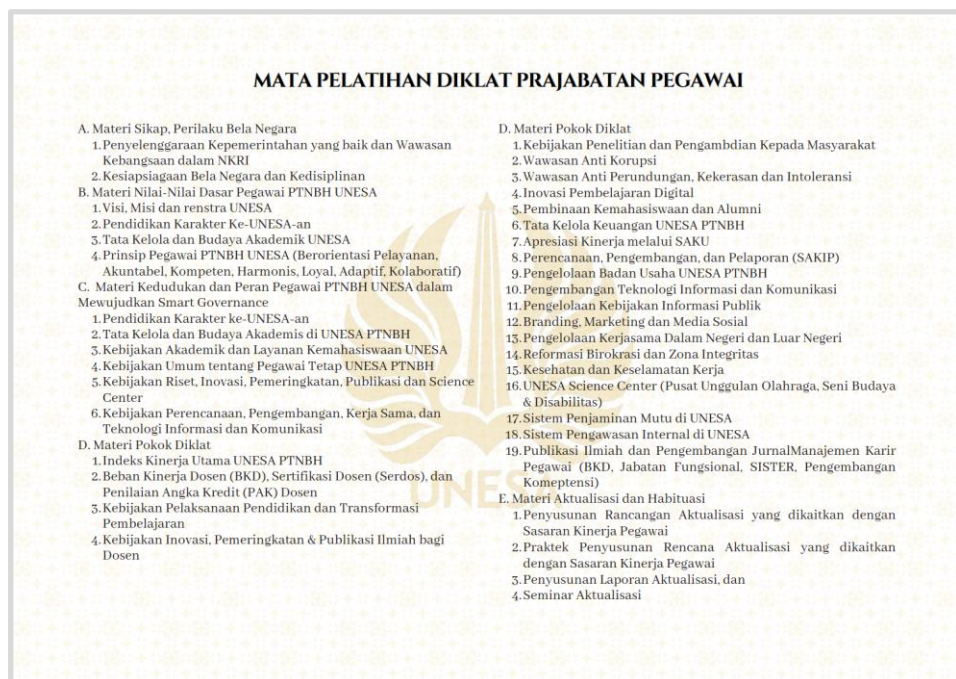 MATA PELATIHAN DIKLAT PRAJABATAN PEGAWAI
A. Materi Sikap, Perilaku Bela Negara
1. Penyelenggaraan Kepemerintahan yang baik dan Wawasan
Kebangsaan dalam NKRI
2. Kesiapsiagaan Bela Negara dan Kedisiplinan
B. Materi Nilai-Nilai Dasar Pegawai PTNBH UNESA
1. Visi, Misi dan renstra UNESA
2. Pendidikan Karakter Ke-UNESA-an
3. Tata Kelola dan Budaya Akademik UNESA
4. Prinsip Pegawai PTNBH UNESA (Berorientasi Pelayanan,
Akuntabel, Kompeten, Harmonis, Loyal, Adaptif, Kolaboratif)
C. Materi Kedudukan dan Peran Pegawai PTNBH UNESA dalam
Mewujudkan Smart Governance
1. Pendidikan Karakter ke-UNESA-an
2. Tata Kelola dan Budaya Akademis di UNESA PTNBH
3. Kebijakan Akademik dan Layanan Kemahasiswaan UNESA
4. Kebijakan Umum tentang Pegawai Tetap UNESA PTNBH
5. Kebijakan Riset, Inovasi, Pemeringkatan, Publikasi dan Science
Center
6. Kebijakan Perencanaan, Pengembangan, Kerja Sama, dan
Teknologi Informasi dan Komunikasi
D. Materi Pokok Diklat
1. Indeks Kinerja Utama UNESA PTNBH
2. Beban Kinerja Dosen (BKD), Sertifikasi Dosen (Serdos), dan
Penilaian Angka Kredit (PAK) Dosen
3. Kebijakan Pelaksanaan Pendidikan dan Transformasi
Pembelajaran
4. Kebijakan Inovasi, Pemeringkatan & Publikasi Ilmiah bagi
Dosen
D. Materi Pokok Diklat
1. Kebijakan Penelitian dan Pengambdian Kepada Masyarakat
2. Wawasan Anti Korupsi
3. Wawasan Anti Perundungan, Kekerasan dan Intoleransi
4. Inovasi Pembelajaran Digital
5. Pembinaan Kemahasiswaan dan Alumni
6. Tata Kelola Keuangan UNESA PTNBH
7. Apresiasi Kinerja melalui SAKU
8. Perencanaan, Pengembangan, dan Pelaporan (SAKIP)
9. Pengelolaan Badan Usaha UNESA PTNBH
10. Pengembangan Teknologi Informasi dan Komunikasi
11. Pengelolaan Kebijakan Informasi Publik
12. Branding, Marketing dan Media Sosial
13. Pengelolaan Kerjasama Dalam Negeri dan Luar Negeri
14. Reformasi Birokrasi dan Zona Integritas
15. Kesehatan dan Keselamatan Kerja
16. UNESA Science Center (Pusat Unggulan Olahraga, Seni Budaya
& Disabilitas)
17. Sistem Penjaminan Mutu di UNESA
18. Sistem Pengawasan Internal di UNESA
19. Publikasi Ilmiah dan Pengembangan JurnalManajemen Karir
Pegawai (BKD, Jabatan Fungsional, SISTER, Pengembangan
Komeptensi)
E. Materi Aktualisasi dan Habituasi
1. Penyusunan Rancangan Aktualisasi yang dikaitkan dengan
Sasaran Kinerja Pegawai
2. Praktek Penyusunan Rencana Aktualisasi yang dikaitkan
dengan Sasaran Kinerja Pegawai
3. Penyusunan Laporan Aktualisasi, dan
4. Seminar Aktualisasi
UNESA